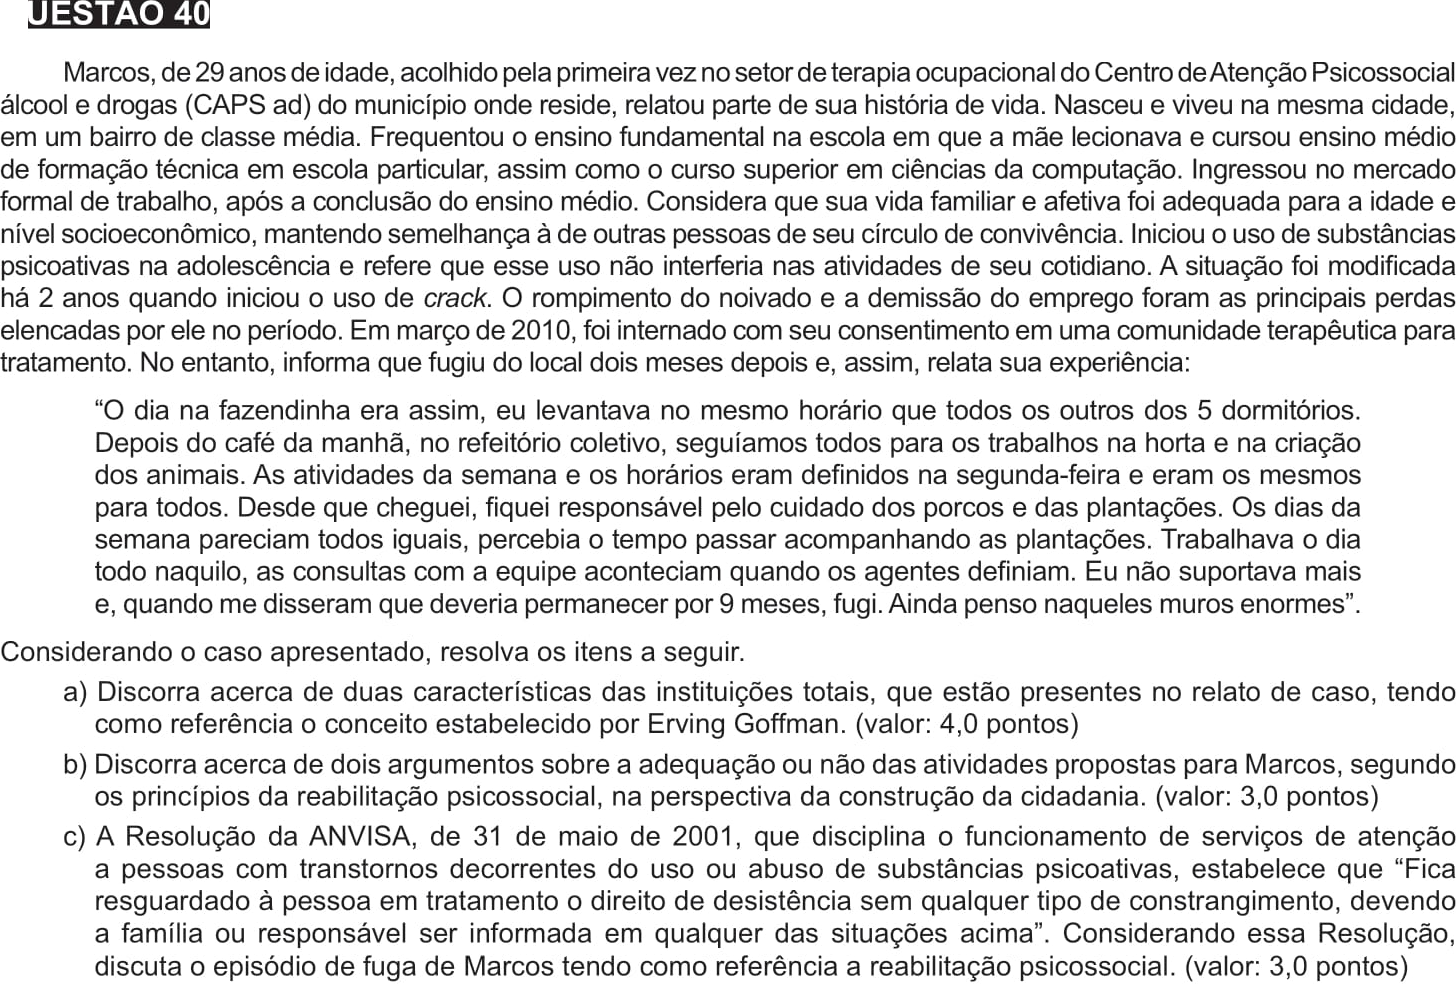 UESTÃO 40
Marcos, de 29 anos de idade, acolhido pela primeira vez no setor de terapia ocupacional do Centro de Atenção Psicossocial
álcool e drogas (CAPS ad) do município onde reside, relatou parte de sua história de vida. Nasceu e viveu na mesma cidade,
em um bairro de classe média. Frequentou o ensino fundamental na escola em que a mãe lecionava e cursou ensino médio
de formação técnica em escola particular, assim como o curso superior em ciências da computação. Ingressou no mercado
formal de trabalho, após a conclusão do ensino médio. Considera que sua vida familiar e afetiva foi adequada para a idade e
nível socioeconômico, mantendo semelhança à de outras pessoas de seu círculo de convivência. Iniciou o uso de substâncias
psicoativas na adolescência e refere que esse uso não interferia nas atividades de seu cotidiano. A situação foi modificada
há 2 anos quando iniciou o uso de crack. O rompimento do noivado e a demissão do emprego foram as principais perdas
elencadas por ele no período. Em março de 2010, foi internado com seu consentimento em uma comunidade terapêutica para
tratamento. No entanto, informa que fugiu do local dois meses depois e, assim, relata sua experiência:
“O dia na fazendinha era assim, eu levantava no mesmo horário que todos os outros dos 5 dormitórios.
Depois do café da manhã, no refeitório coletivo, seguíamos todos para os trabalhos na horta e na criação
dos animais. As atividades da semana e os horários eram definidos na segunda-feira e eram os mesmos
para todos. Desde que cheguei, fiquei responsável pelo cuidado dos porcos e das plantações. Os dias da
semana pareciam todos iguais, percebia o tempo passar acompanhando as plantações. Trabalhava o dia
todo naquilo, as consultas com a equipe aconteciam quando os agentes definiam. Eu não suportava mais
e, quando me disseram que deveria permanecer por 9 meses, fugi. Ainda penso naqueles muros enormes”.
Considerando o caso apresentado, resolva os itens a seguir.
a) Discorra acerca de duas características das instituições totais, que estão presentes no relato de caso, tendo
como referência o conceito estabelecido por Erving Goffman. (valor: 4,0 pontos)
b) Discorra acerca de dois argumentos sobre a adequação ou não das atividades propostas para Marcos, segundo
os princípios da reabilitação psicossocial, na perspectiva da construção da cidadania. (valor: 3,0 pontos)
c) A Resolução da ANVISA, de 31 de maio de 2001, que disciplina o funcionamento de serviços de atenção
a pessoas com transtornos decorrentes do uso ou abuso de substâncias psicoativas, estabelece que “Fica
resguardado à pessoa em tratamento o direito de desistência sem qualquer tipo de constrangimento, devendo
a família ou responsável ser informada em qualquer das situações acima”. Considerando essa Resolução,
discuta o episódio de fuga de Marcos tendo como referência a reabilitação psicossocial. (valor: 3,0 pontos)